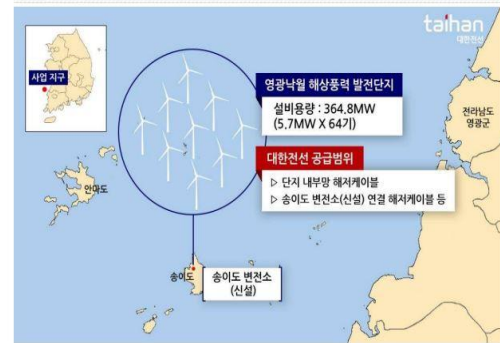 taihan
대한전선
사업 지구
영광낙월 해상풍력 발전단지
설비용량 : 364.8MW
(5.7MW X 64기)
전라남도
영광군
대한전선 공급범위
▷ 단지 내부망 해저케이블
▷ 송이도 변전소(신설) 연결 해저케이블 등
안마도
송이도
송이도 변전소
(신설)